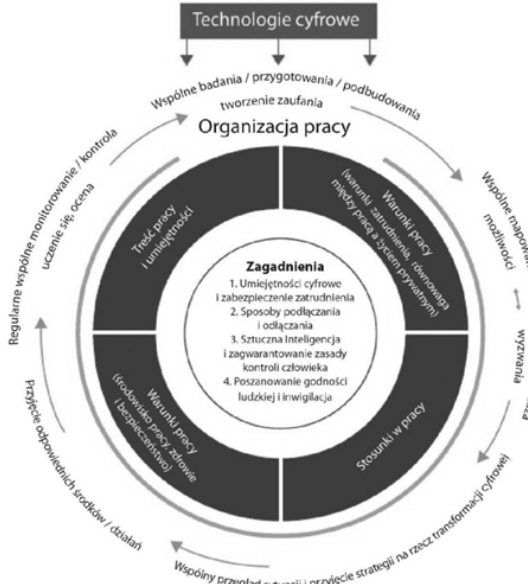 Technologie cyfrowe
Wspólne badania / przygotowania / podbudowania
tworzenie zaufania
Organizacja pracy
Treść pracy
i umiejętności
Warunki pracy
(warunki zatrudnienia, równowaga
między pracą a życiem prywatnym)
Zagadnienia
1. Umiejętności cyfrowe
i zabezpieczenie zatrudnienia
2. Sposoby podłączania
i odłączania
3. Sztuczna Inteligencja
i zagwarantowanie zasady
kontroli człowieka
4. Poszanowanie godności
ludzkiej i inwigilacja
Warunki pracy
(środowisko pracy, zdrowie
i bezpieczeństwo)
Stosunki w pracy
Wspólne
możliwości
wyzwania
Wspólny przegląd sytuacji i przyjęcie strategii na rzecz transformacji cyfrowej
Przyjęcie odpowiednich środków / działań
Regularne wspólne monitorowanie / kontrola
uczenie się, ocena